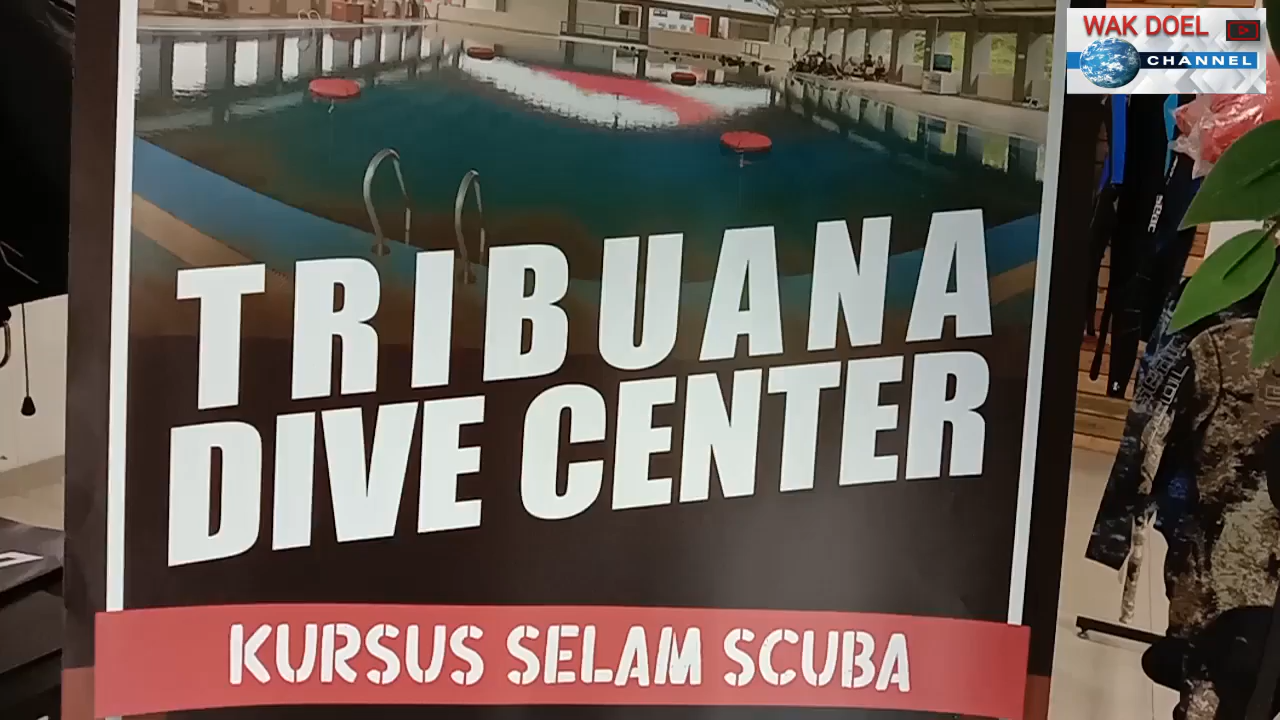 WAK DOEL
CHANNEL
TRIBUANA
DIVE CENTER
KURSUS SELAM SCUBA